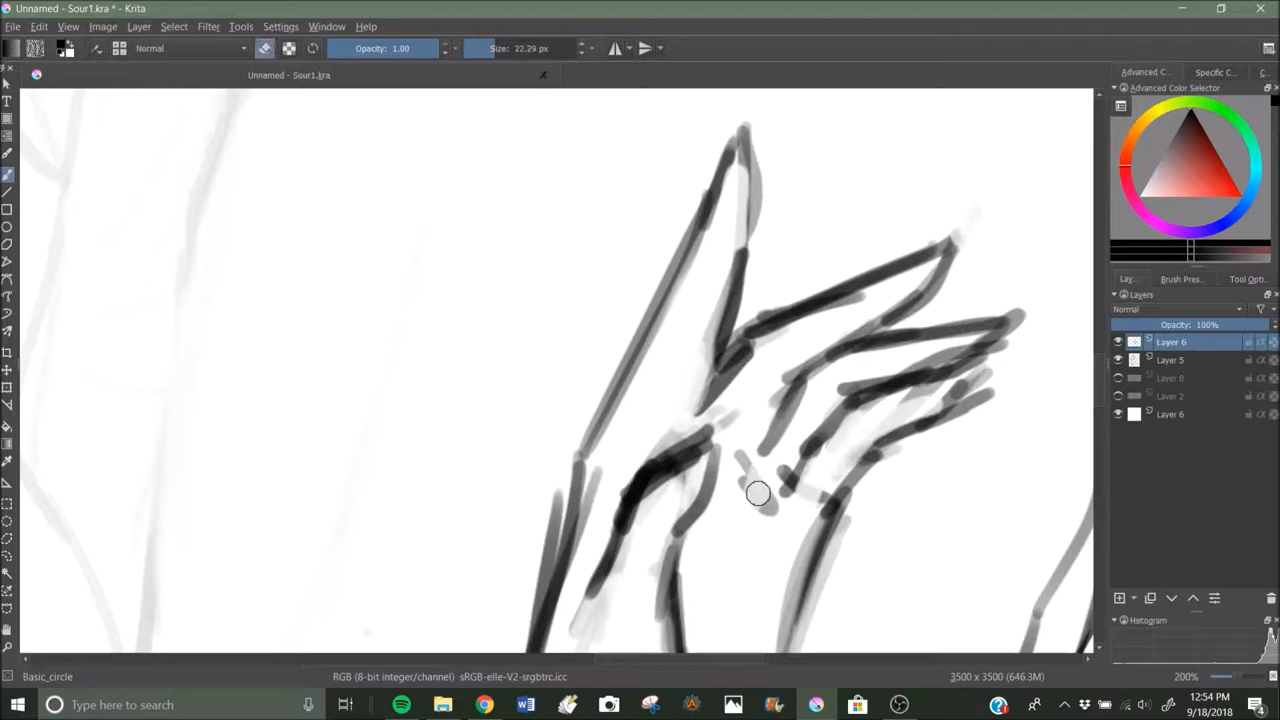 Unnamed - Sour1.kra * - Krita
File Edit View Image Layer Select Filter Tools Settings Window Help
Normal Opacity: 1.00 Size: 22.29 px
Unnamed - Sour1.kra
Advanced C... Specific C... C...
Advanced Color Selector
Lay... Brush Pres... Tool Opti...
Layers
Normal
Opacity: 100%
Layer 6
Layer 5
Layer 8
Layer 2
Layer 6
Histogram
Basic_circle RGB (8-bit integer/channel) sRGB-elle-V2-srgbtrc.icc 3500 x 3500 (646.3M) 200%
Type here to search
12:54 PM
9/18/2018
4